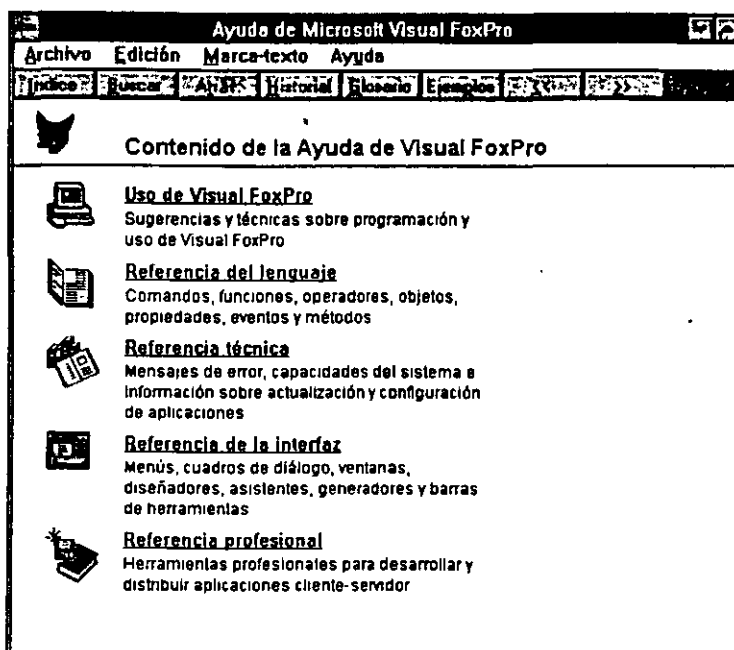 Ayuda de Microsoft Visual FoxPro
Archivo Edición Marca-texto Ayuda
Índice Buscar Atrás Historial Glosario Ejemplos << >>
Contenido de la Ayuda de Visual FoxPro
Uso de Visual FoxPro
Sugerencias y técnicas sobre programación y
uso de Visual FoxPro
Referencia del lenguaje
Comandos, funciones, operadores, objetos,
propiedades, eventos y métodos
Referencia técnica
Mensajes de error, capacidades del sistema e
información sobre actualización y configuración
de aplicaciones
Referencia de la interfaz
Menús, cuadros de diálogo, ventanas,
diseñadores, asistentes, generadores y barras
de herramientas
Referencia profesional
Herramientas profesionales para desarrollar y
distribuir aplicaciones cliente-servidor